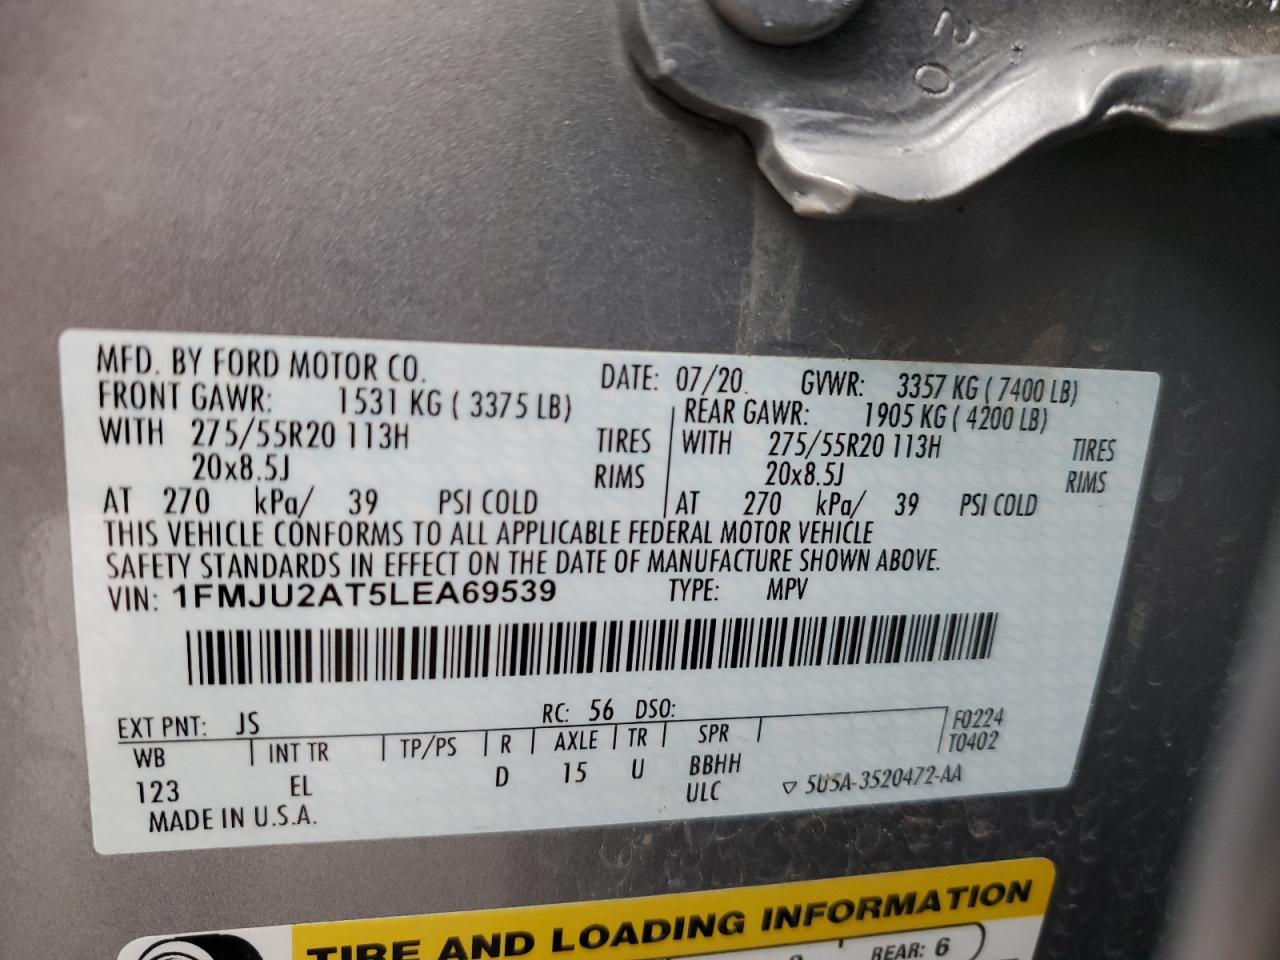 20
MFD. BY FORD MOTOR CO. DATE: 07/20 GVWR: 3357 KG ( 7400 LB)
FRONT GAWR: 1531 KG ( 3375 LB) REAR GAWR: 1905 KG ( 4200 LB)
WITH 275/55R20 113H TIRES WITH 275/55R20 113H TIRES
20x8.5J RIMS 20x8.5J RIMS
AT 270 kPa/ 39 PSI COLD AT 270 kPa/ 39 PSI COLD
THIS VEHICLE CONFORMS TO ALL APPLICABLE FEDERAL MOTOR VEHICLE
SAFETY STANDARDS IN EFFECT ON THE DATE OF MANUFACTURE SHOWN ABOVE.
VIN: 1FMJU2AT5LEA69539 TYPE: MPV
EXT PNT: JS RC: 56 DSO: F0224
WB INT TR TP/PS R AXLE TR SPR T0402
123 EL D 15 U BBHH
ULC ▽ 5U5A-3520472-AA
MADE IN U.S.A.
TIRE AND LOADING INFORMATION
REAR: 6